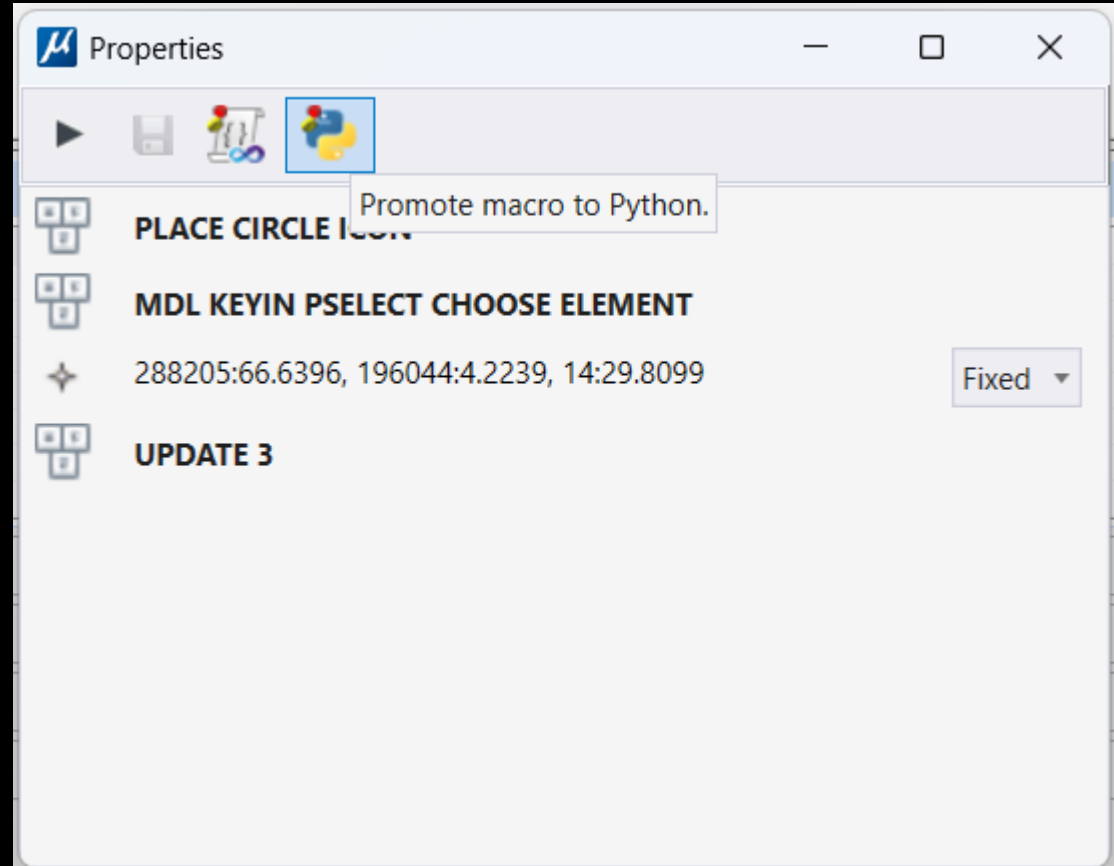 Properties
Promote macro to Python.
PLACE CIRCLE ICON
MDL KEYIN PSELECT CHOOSE ELEMENT
288205:66.6396, 196044:4.2239, 14:29.8099
Fixed
UPDATE 3